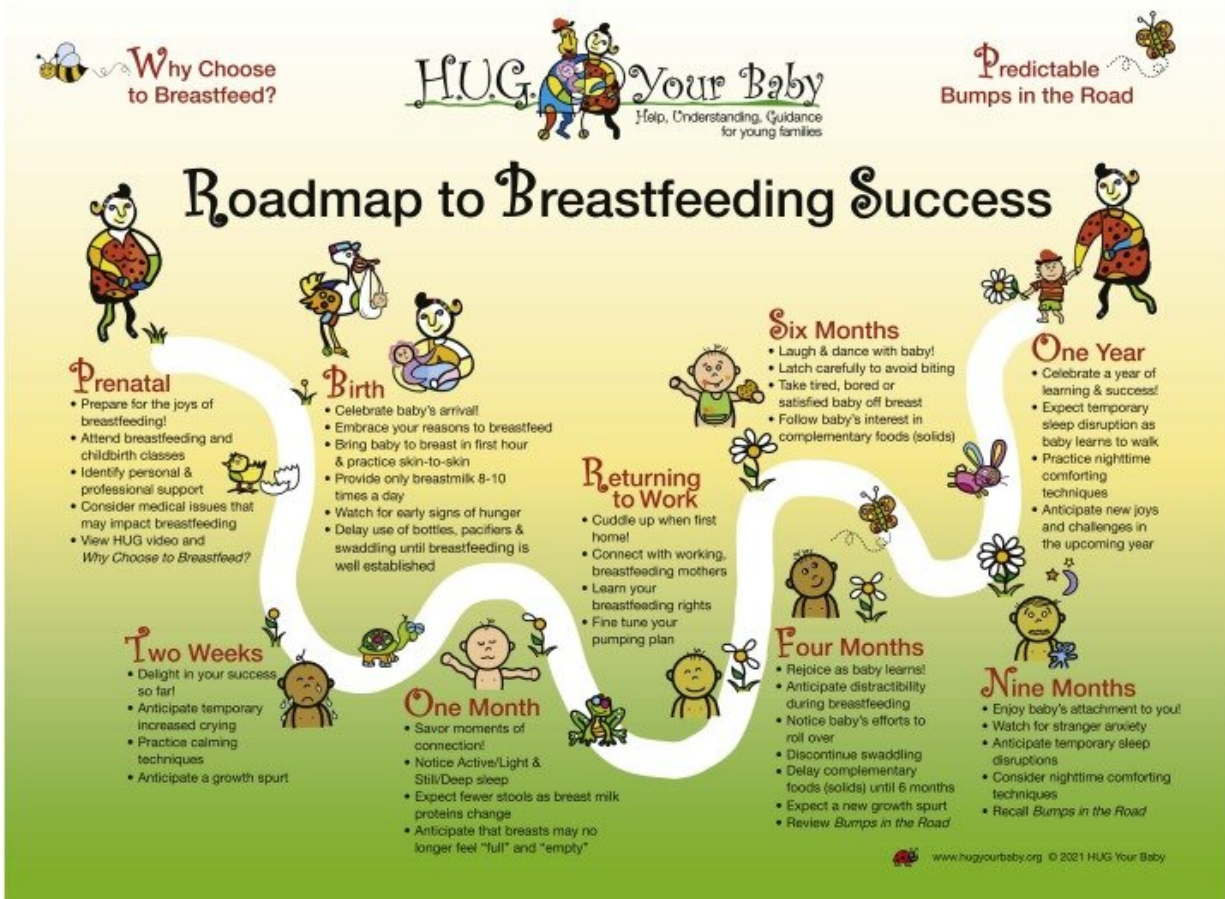 Why Choose
to Breastfeed?
H.U.G. Your Baby
Help, Understanding, Guidance
for young families
Predictable
Bumps in the Road
Roadmap to Breastfeeding Success
Prenatal
• Prepare for the joys of
breastfeeding!
• Attend breastfeeding and
childbirth classes
• Identify personal &
professional support
• Consider medical issues that
may impact breastfeeding
• View HUG video and
Why Choose to Breastfeed?
Birth
• Celebrate baby's arrival!
• Embrace your reasons to breastfeed
• Bring baby to breast in first hour
& practice skin-to-skin
• Provide only breastmilk 8-10
times a day
• Watch for early signs of hunger
• Delay use of bottles, pacifiers &
swaddling until breastfeeding is
well established
Two Weeks
• Delight in your success
so far!
• Anticipate temporary
increased crying
• Practice calming
techniques
• Anticipate a growth spurt
One Month
• Savor moments of
connection!
• Notice Active/Light &
Still/Deep sleep
• Expect fewer stools as breast milk
proteins change
• Anticipate that breasts may no
longer feel "full" and "empty"
Returning
to Work
• Cuddle up when first
home!
• Connect with working,
breastfeeding mothers
• Learn your
breastfeeding rights
• Fine tune your
pumping plan
Four Months
• Rejoice as baby learns!
• Anticipate distractibility
during breastfeeding
• Notice baby's efforts to
roll over
• Discontinue swaddling
• Delay complementary
foods (solids) until 6 months
• Expect a new growth spurt
• Review Bumps in the Road
Six Months
• Laugh & dance with baby!
• Latch carefully to avoid biting
• Take tired, bored or
satisfied baby off breast
• Follow baby's interest in
complementary foods (solids)
Nine Months
• Enjoy baby's attachment to you!
• Watch for stranger anxiety
• Anticipate temporary sleep
disruptions
• Consider nighttime comforting
techniques
• Recall Bumps in the Road
One Year
• Celebrate a year of
learning & success!
• Expect temporary
sleep disruption as
baby learns to walk
• Practice nighttime
comforting
techniques
• Anticipate new joys
and challenges in
the upcoming year
www.hugyourbaby.org © 2021 HUG Your Baby